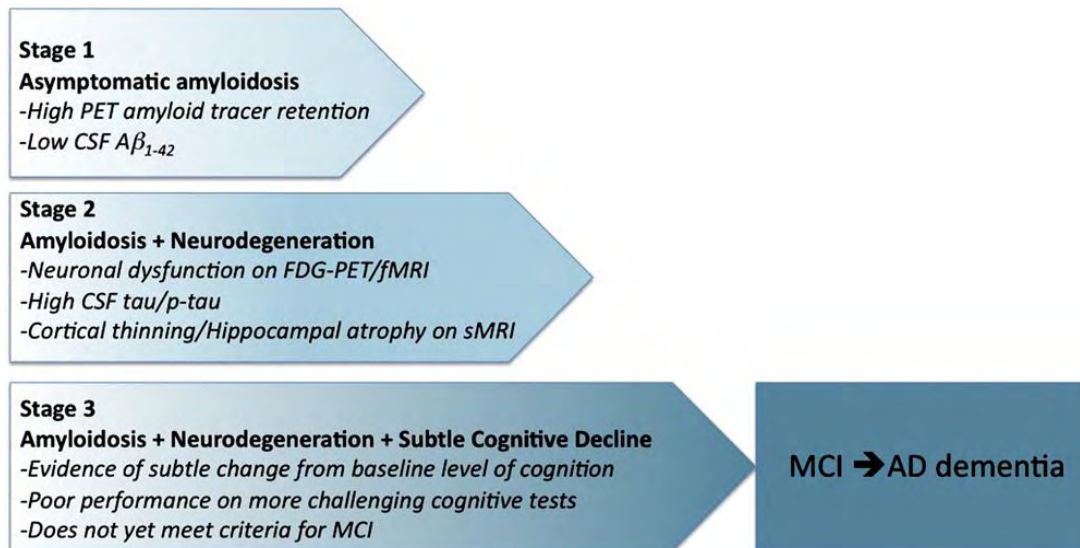 Stage 1
Asymptomatic amyloidosis
-High PET amyloid tracer retention
-Low CSF Aβ1-42
Stage 2
Amyloidosis + Neurodegeneration
-Neuronal dysfunction on FDG-PET/fMRI
-High CSF tau/p-tau
-Cortical thinning/Hippocampal atrophy on sMRI
Stage 3
Amyloidosis + Neurodegeneration + Subtle Cognitive Decline
-Evidence of subtle change from baseline level of cognition
-Poor performance on more challenging cognitive tests
-Does not yet meet criteria for MCI
MCI ➔ AD dementia